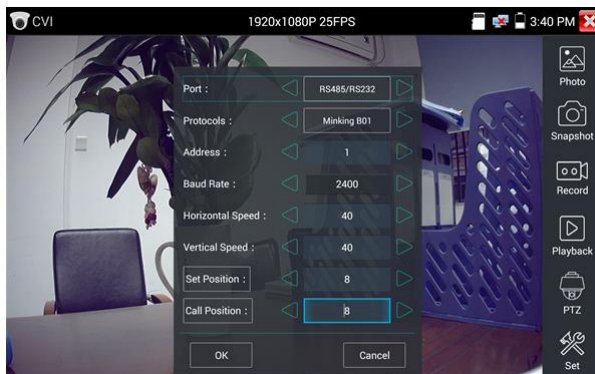 CVI 1920x1080P 25FPS 3:40 PM
Port : RS485/RS232
Protocols : Minking B01
Address : 1
Baud Rate : 2400
Horizontal Speed : 40
Vertical Speed : 40
Set Position : 8
Call Position : 8
OK Cancel
Photo
Snapshot
Record
Playback
PTZ
Set